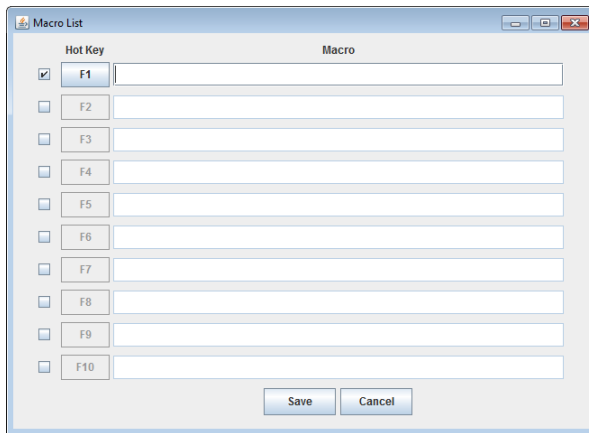 Macro List
Hot Key Macro
F1
F2
F3
F4
F5
F6
F7
F8
F9
F10
Save Cancel